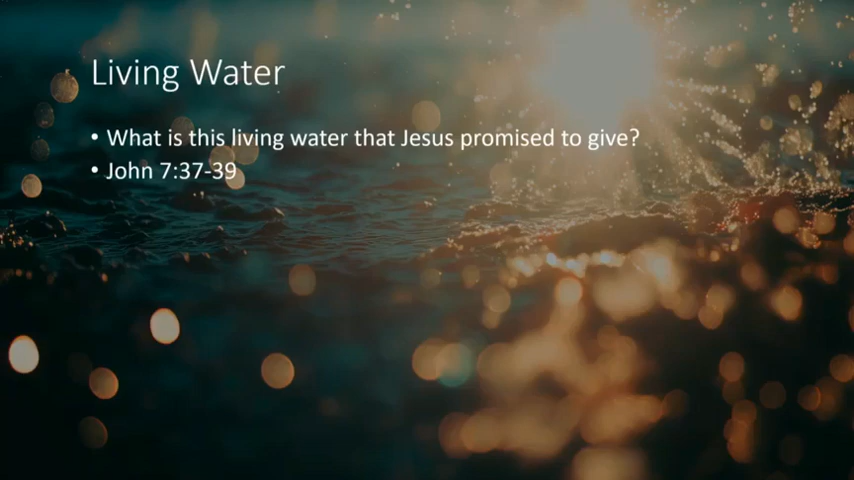 Living Water
• What is this living water that Jesus promised to give?
• John 7:37-39